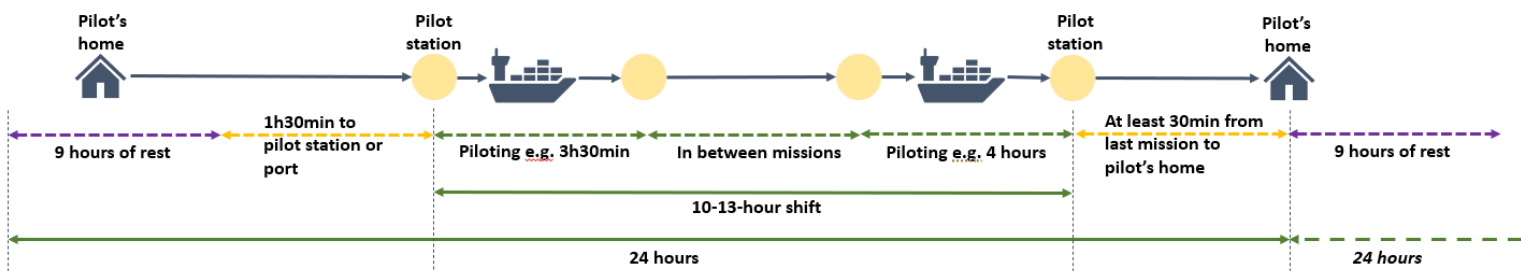 Pilot's
home
Pilot
station
Pilot
station
Pilot's
home
9 hours of rest
1h30min to
pilot station or
port
Piloting e.g. 3h30min
In between missions
Piloting e.g. 4 hours
At least 30min from
last mission to
pilot's home
9 hours of rest
10-13-hour shift
24 hours
24 hours